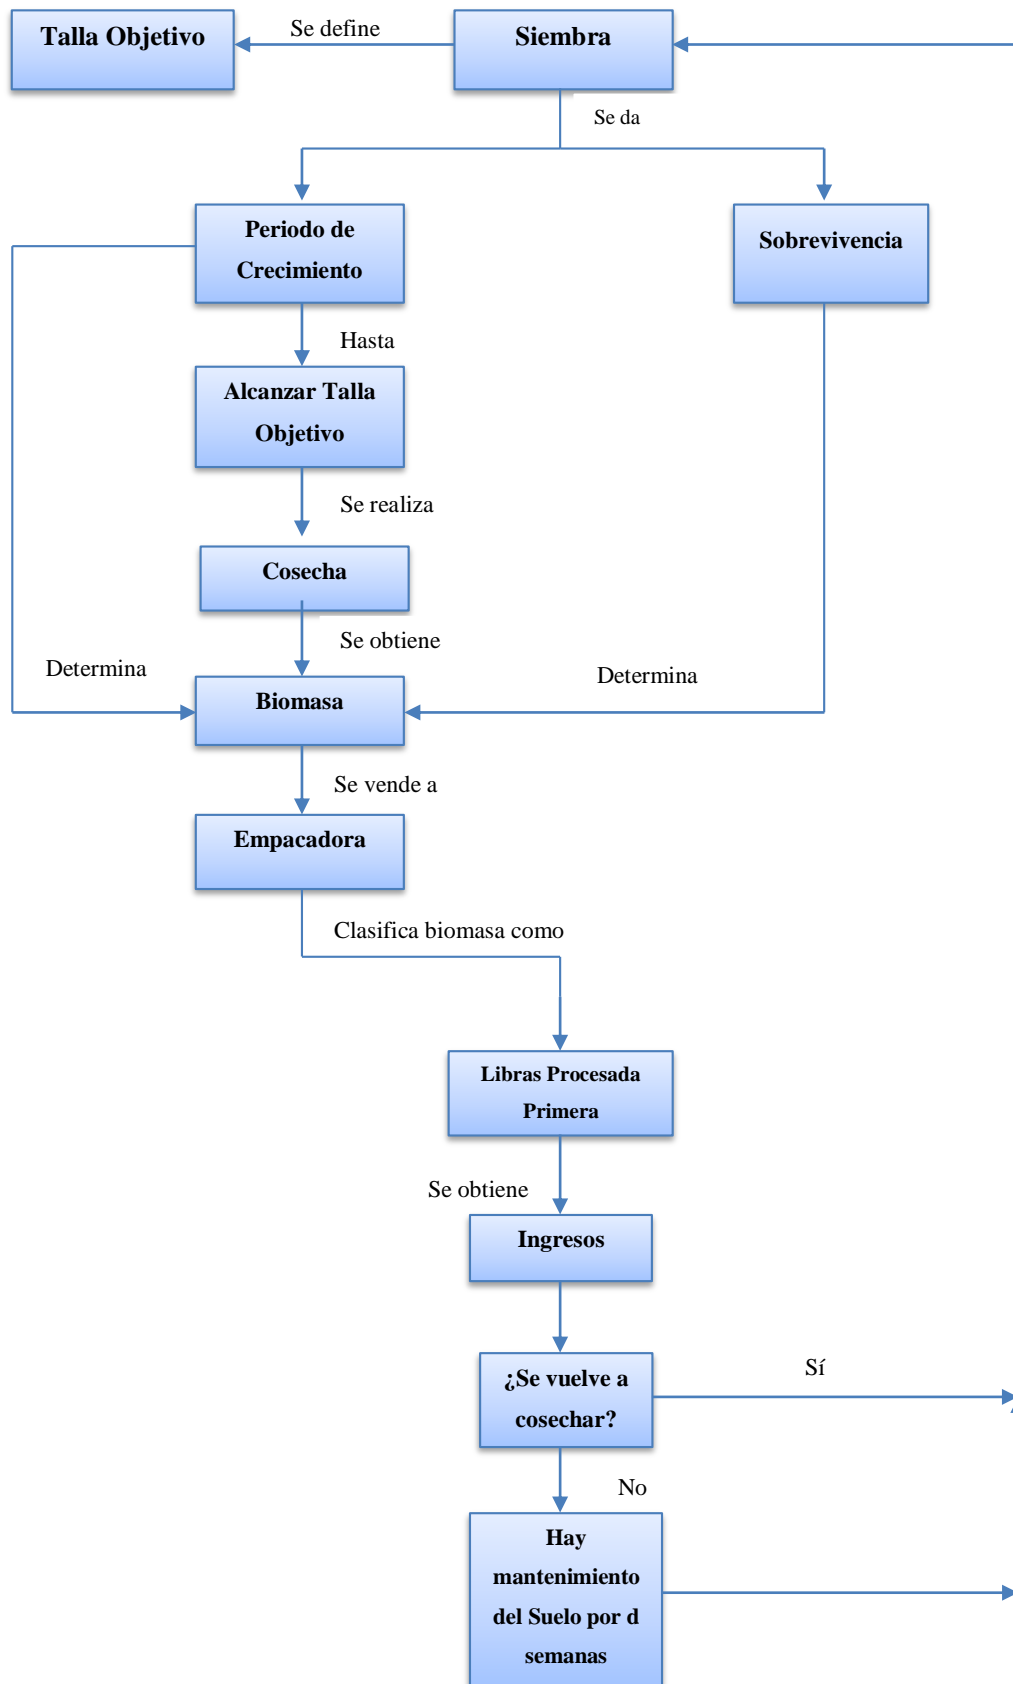 Talla Objetivo
Se define
Siembra
Se da
Periodo de
Crecimiento
Sobrevivencia
Hasta
Alcanzar Talla
Objetivo
Se realiza
Cosecha
Se obtiene
Determina
Determina
Biomasa
Se vende a
Empacadora
Clasifica biomasa como
Libras Procesada
Primera
Se obtiene
Ingresos
¿Se vuelve a
cosechar?
Sí
No
Hay
mantenimiento
del Suelo por d
semanas